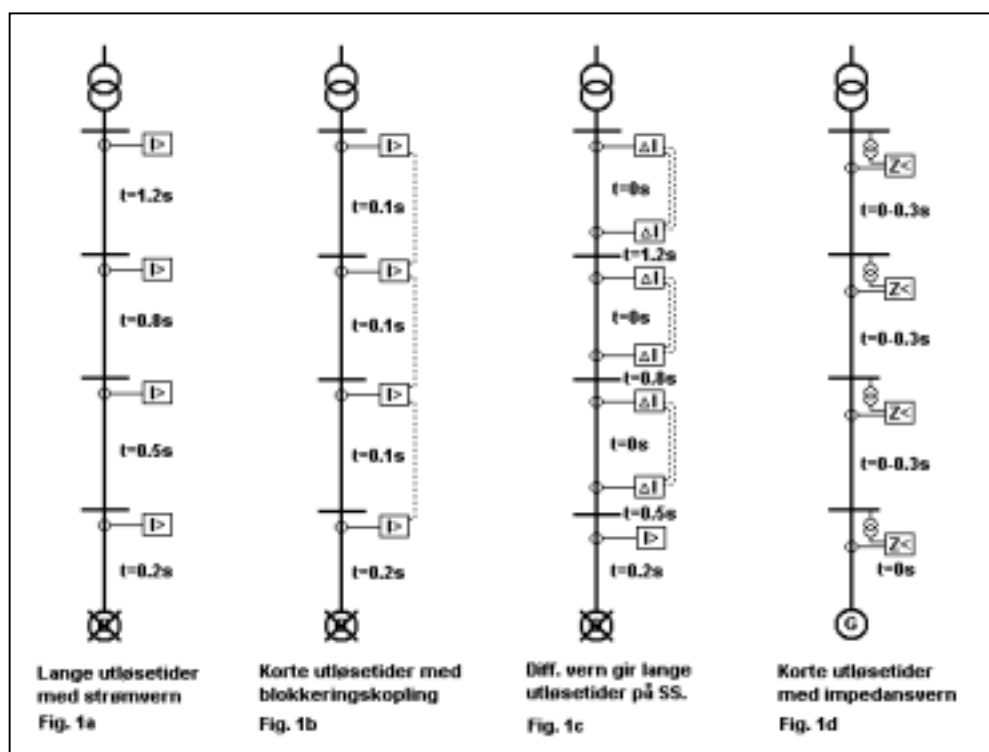 I>
t=1.2s
I>
t=0.8s
I>
t=0.5s
I>
t=0.2s
Lange utløsetider
med strømvern
Fig. 1a
I>
t=0.1s
I>
t=0.1s
I>
t=0.1s
I>
t=0.2s
Korte utløsetider med
blokkeringskopling
Fig. 1b
ΔI
t=0s
ΔI
t=1.2s
ΔI
t=0s
ΔI
t=0.8s
ΔI
t=0s
ΔI
t=0.5s
I>
t=0.2s
Diff. vern gir lange
utløsetider på SS.
Fig. 1c
Z<
t=0-0.3s
Z<
t=0-0.3s
Z<
t=0-0.3s
Z<
t=0s
G
Korte utløsetider
med impedansvern
Fig. 1d